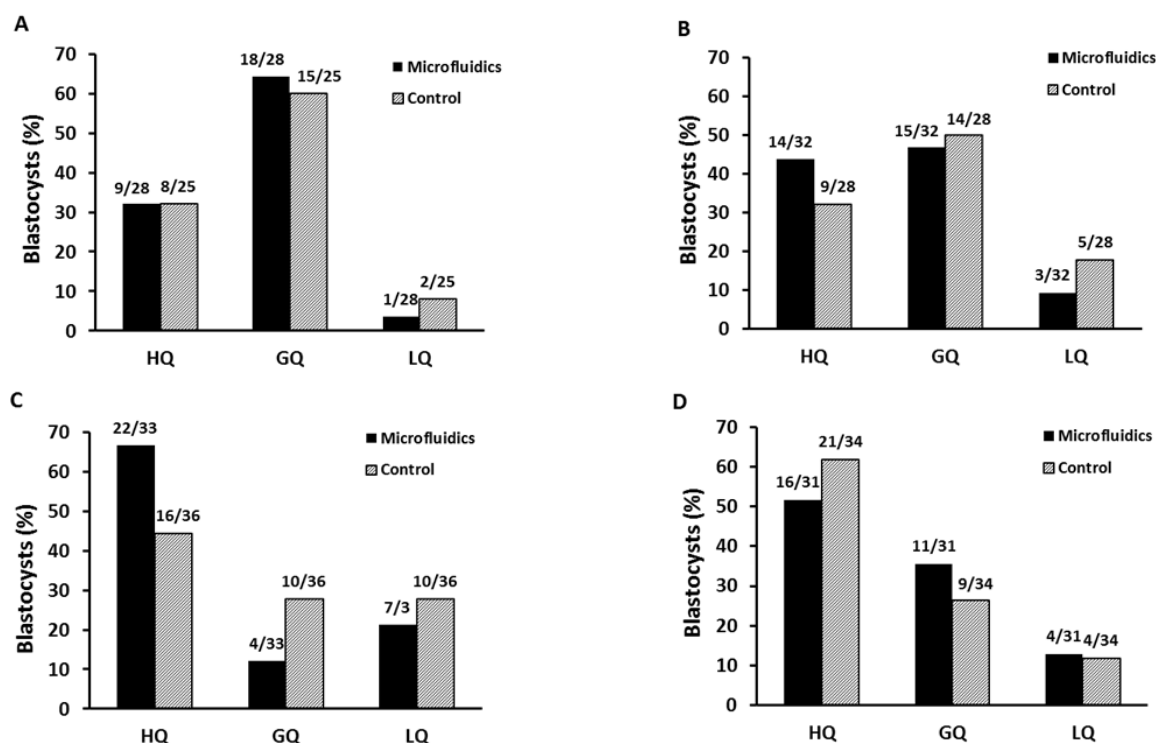 A
Blastocysts (%)
70
60
50
40
30
20
10
0
9/28 8/25
18/28 15/25
1/28 2/25
HQ GQ LQ
Microfluidics
Control
B
Blastocysts (%)
70
60
50
40
30
20
10
0
14/32 9/28
15/32 14/28
3/32 5/28
HQ GQ LQ
Microfluidics
Control
C
Blastocysts (%)
70
60
50
40
30
20
10
0
22/33 16/36
4/33 10/36
7/3 10/36
HQ GQ LQ
Microfluidics
Control
D
Blastocysts (%)
70
60
50
40
30
20
10
0
16/31 21/34
11/31 9/34
4/31 4/34
HQ GQ LQ
Microfluidics
Control